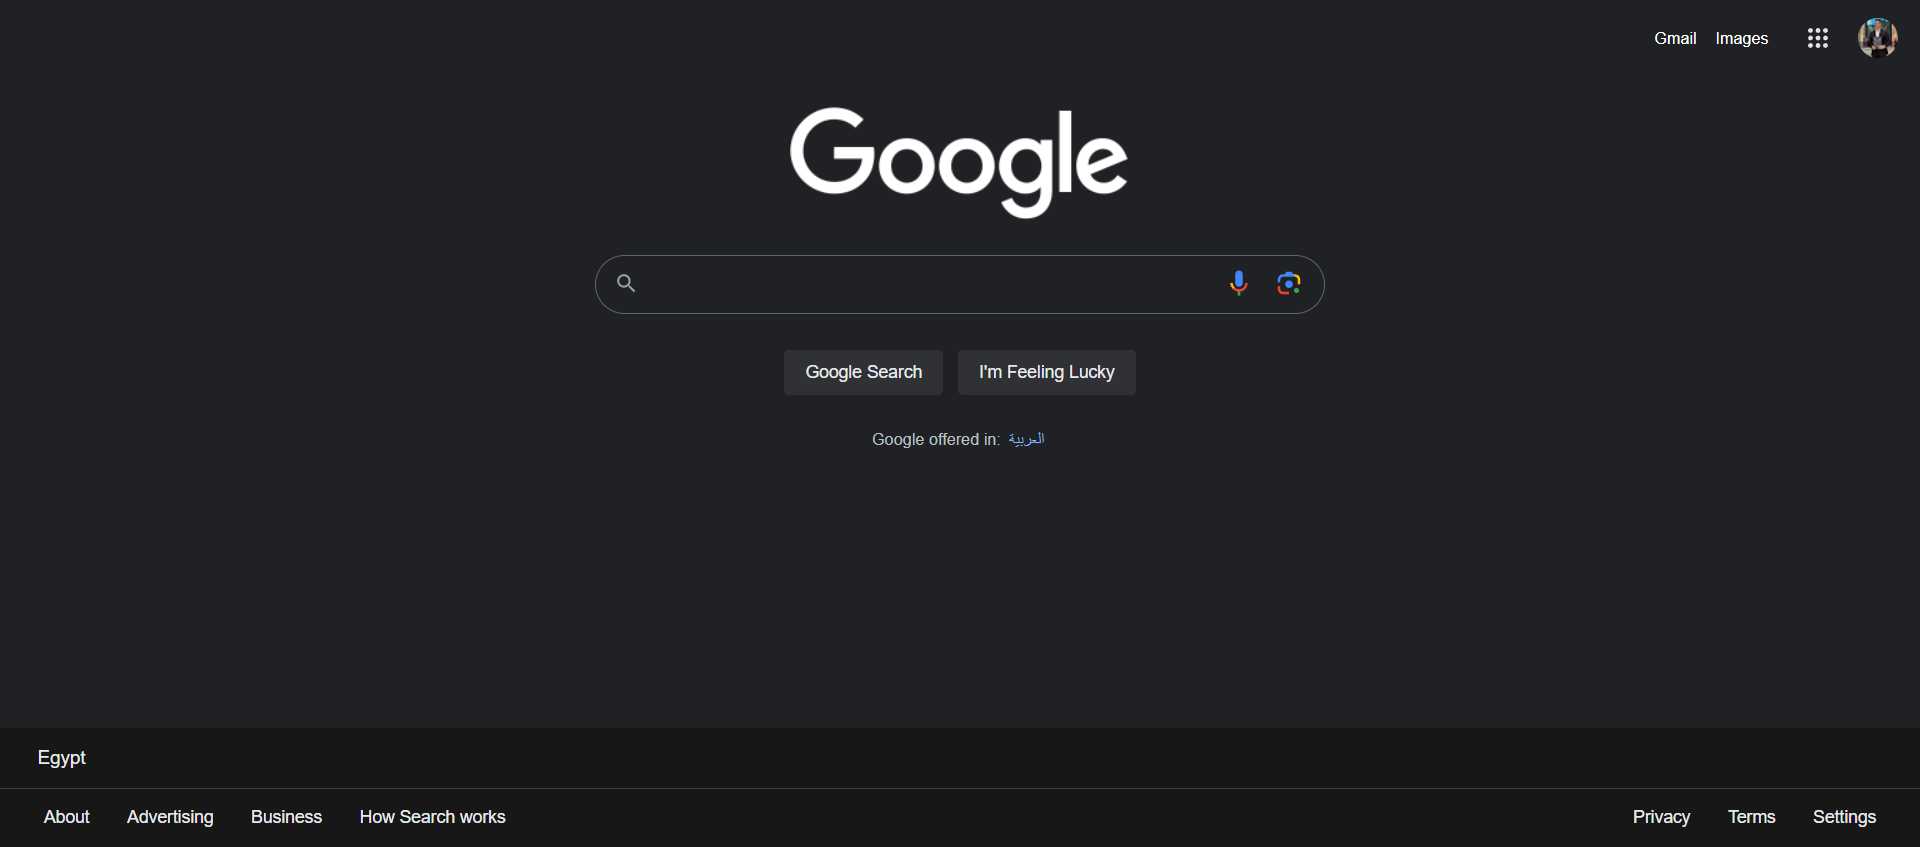 Gmail Images
Google
Google Search I'm Feeling Lucky
Google offered in: العربية
Egypt
About Advertising Business How Search works Privacy Terms Settings